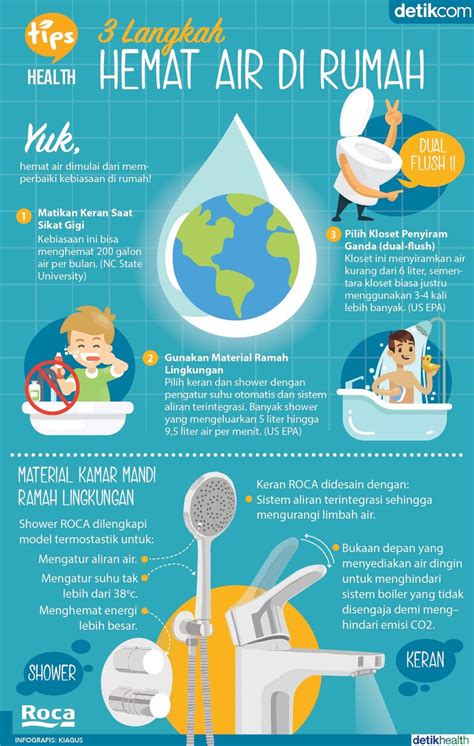 detikcom
tips
HEALTH
3 Langkah
HEMAT AIR DI RUMAH
Yuk,
hemat air dimulai dari mem-
perbaiki kebiasaan di rumah!
1 Matikan Keran Saat
Sikat Gigi
Kebiasaan ini bisa
menghemat 200 galon
air per bulan. (NC State
University)
DUAL
FLUSH !!
3 Pilih Kloset Penyiram
Ganda (dual-flush)
Kloset ini menyiramkan air
kurang dari 6 liter, semen-
tara kloset biasa justru
menggunakan 3-4 kali
lebih banyak. (US EPA)
2 Gunakan Material Ramah
Lingkungan
Pilih keran dan shower dengan
pengatur suhu otomatis dan sistem
aliran terintegrasi. Banyak shower
yang mengeluarkan 5 liter hingga
9,5 liter air per menit. (US EPA)
MATERIAL KAMAR MANDI
RAMAH LINGKUNGAN
Shower ROCA dilengkapi
model termostastik untuk:
Mengatur aliran air.
Mengatur suhu tak
lebih dari 38°c.
Menghemat energi
lebih besar.
Keran ROCA didesain dengan:
Sistem aliran terintegrasi sehingga
mengurangi limbah air.
Bukaan depan yang
menyediakan air dingin
untuk menghindari
sistem boiler yang tidak
disengaja demi meng-
hindari emisi CO2.
SHOWER
KERAN
Roca
INFOGRAFIS: KIAGUS
detikhealth